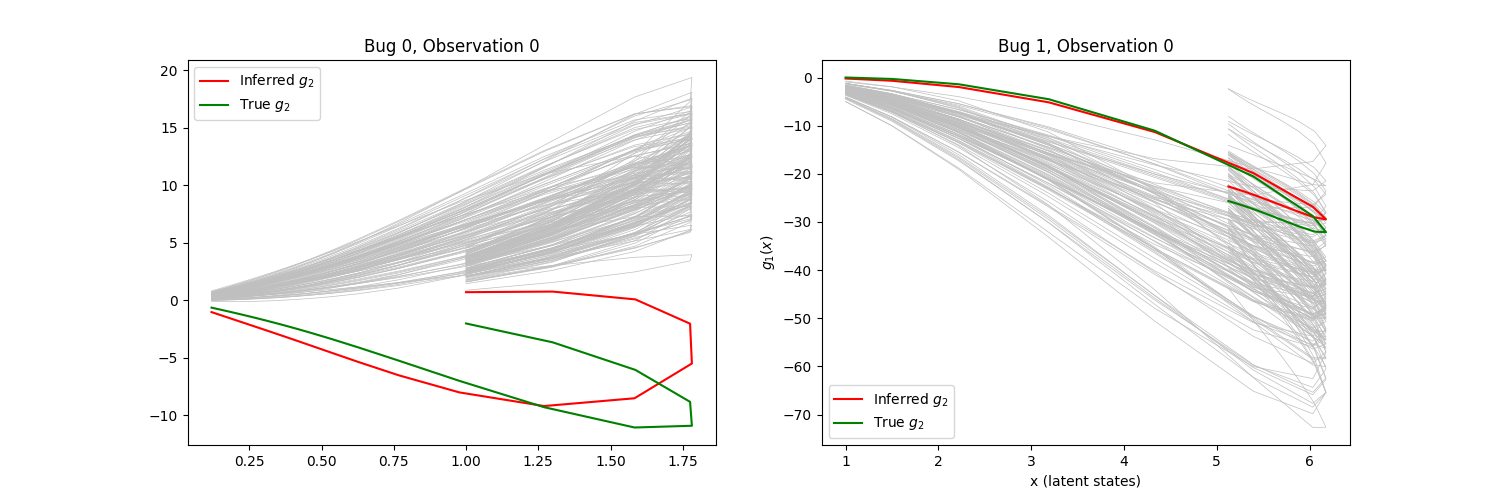 Bug 0, Observation 0
20
15
10
5
0
−5
−10
0.25 0.50 0.75 1.00 1.25 1.50 1.75
Inferred g₂
True g₂
Bug 1, Observation 0
g₁(x)
0
−10
−20
−30
−40
−50
−60
−70
1 2 3 4 5 6
x (latent states)
Inferred g₂
True g₂